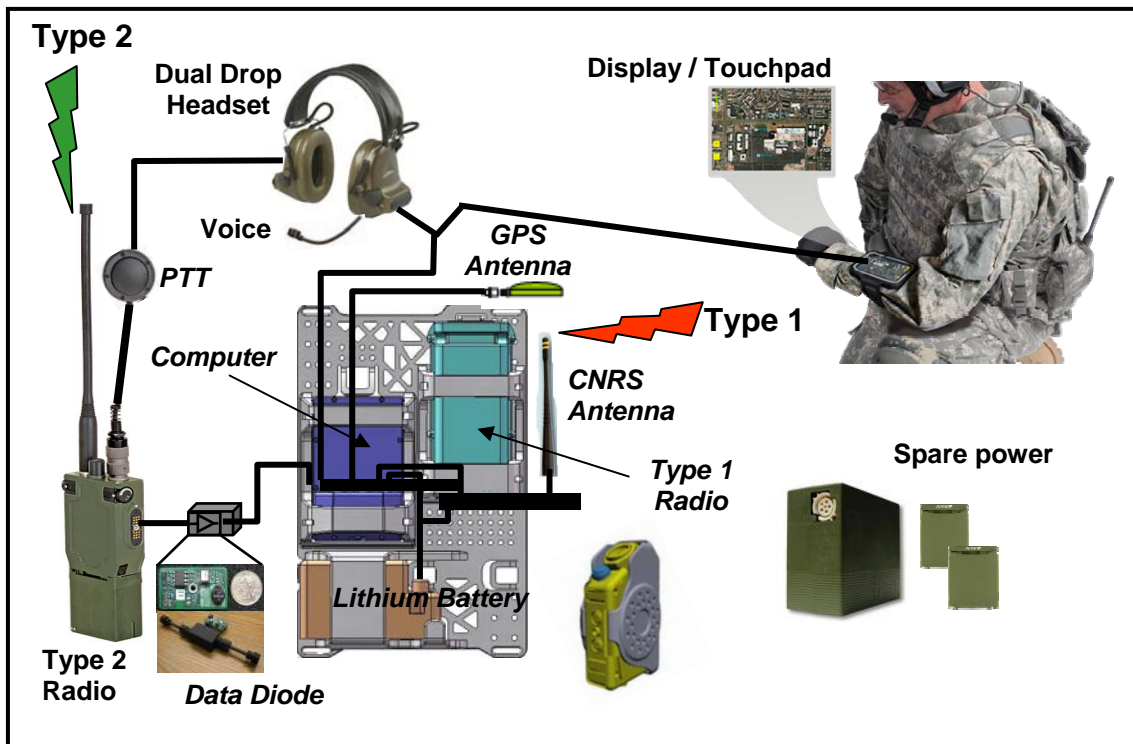 Type 2
Dual Drop
Headset
Display / Touchpad
Voice
GPS
Antenna
PTT
Type 1
Computer
CNRS
Antenna
Type 1
Radio
Spare power
Lithium Battery
Type 2
Radio
Data Diode